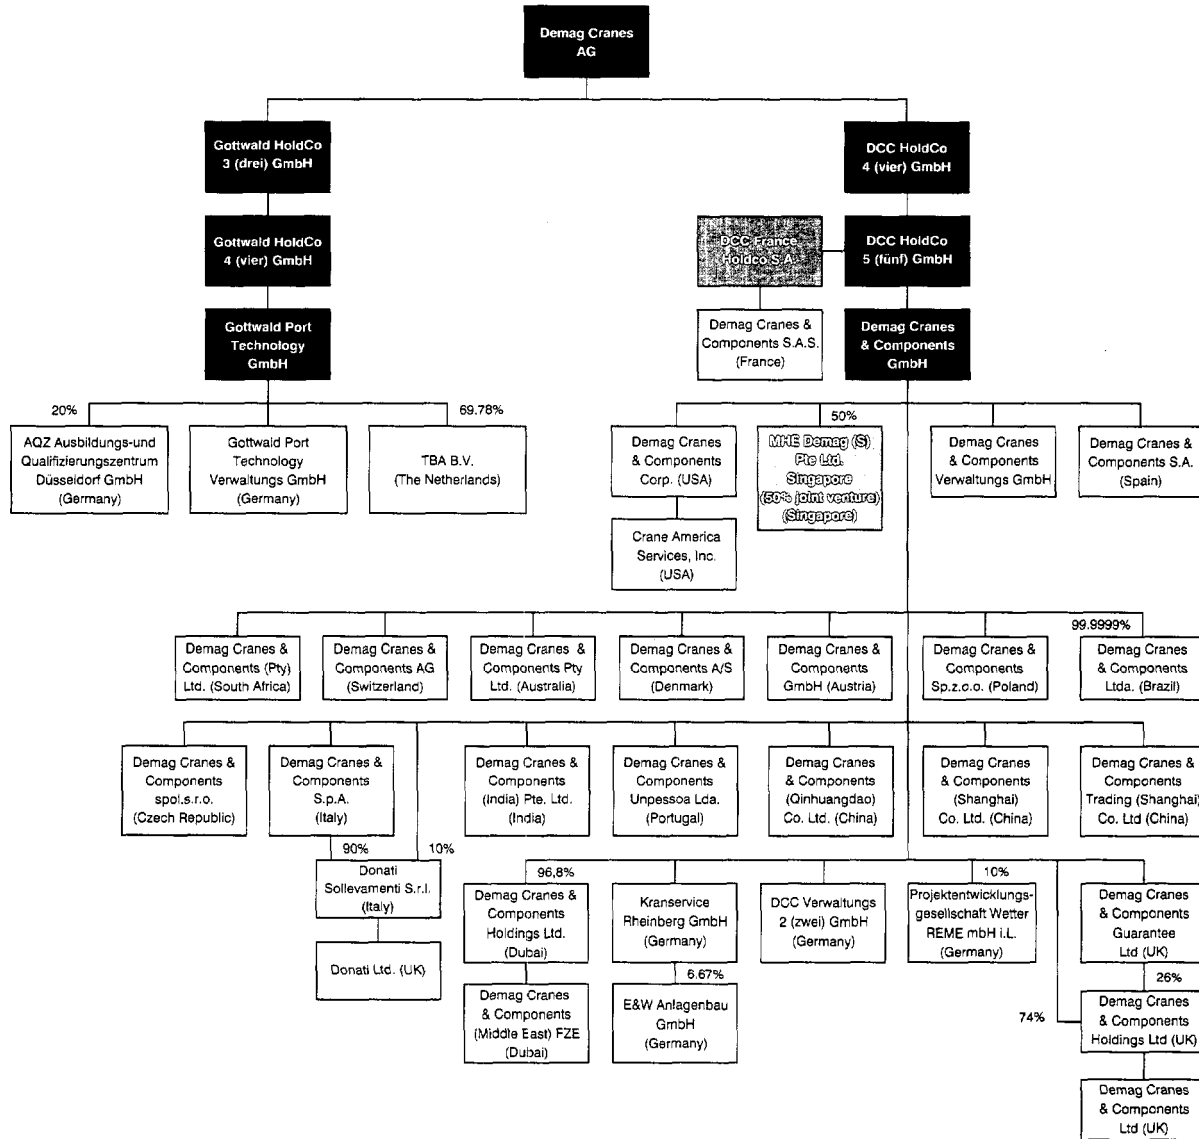 Demag Cranes
AG
Gottwald HoldCo
3 (drei) GmbH
DCC HoldCo
4 (vier) GmbH
Gottwald HoldCo
4 (vier) GmbH
DCC France
Holdco S.A.
DCC HoldCo
5 (fünf) GmbH
Gottwald Port
Technology
GmbH
Demag Cranes &
Components S.A.S.
(France)
Demag Cranes
& Components
GmbH
20%
69.78%
50%
AQZ Ausbildungs-und
Qualifizierungszentrum
Düsseldorf GmbH
(Germany)
Gottwald Port
Technology
Verwaltungs GmbH
(Germany)
TBA B.V.
(The Netherlands)
Demag Cranes
& Components
Corp. (USA)
MHE Demag (S)
Pte Ltd.
Singapore
(50% joint venture)
(Singapore)
Demag Cranes
& Components
Verwaltungs GmbH
Demag Cranes &
Components S.A.
(Spain)
Crane America
Services, Inc.
(USA)
99.9999%
Demag Cranes &
Components (Pty)
Ltd. (South Africa)
Demag Cranes &
Components AG
(Switzerland)
Demag Cranes &
Components Pty
Ltd. (Australia)
Demag Cranes &
Components A/S
(Denmark)
Demag Cranes &
Components
GmbH (Austria)
Demag Cranes &
Components
Sp.z.o.o. (Poland)
Demag Cranes
& Components
Ltda. (Brazil)
Demag Cranes &
Components
spol.s.r.o.
(Czech Republic)
Demag Cranes &
Components
S.p.A.
(Italy)
Demag Cranes &
Components
(India) Pte. Ltd.
(India)
Demag Cranes &
Components
Unpessoa Lda.
(Portugal)
Demag Cranes
& Components
(Qinhuangdao)
Co. Ltd. (China)
Demag Cranes
& Components
(Shanghai)
Co. Ltd. (China)
Demag Cranes &
Components
Trading (Shanghai)
Co. Ltd (China)
90%
10%
Donati
Sollevamenti S.r.l.
(Italy)
Donati Ltd. (UK)
96,8%
10%
Demag Cranes &
Components
Holdings Ltd.
(Dubai)
Kranservice
Rheinberg GmbH
(Germany)
DCC Verwaltungs
2 (zwei) GmbH
(Germany)
Projektentwicklungs-
gesellschaft Wetter
REME mbH i.L.
(Germany)
Demag Cranes
& Components
Guarantee
Ltd (UK)
6.67%
26%
Demag Cranes
& Components
(Middle East) FZE
(Dubai)
E&W Anlagenbau
GmbH
(Germany)
74%
Demag Cranes
& Components
Holdings Ltd (UK)
Demag Cranes
& Components
Ltd (UK)